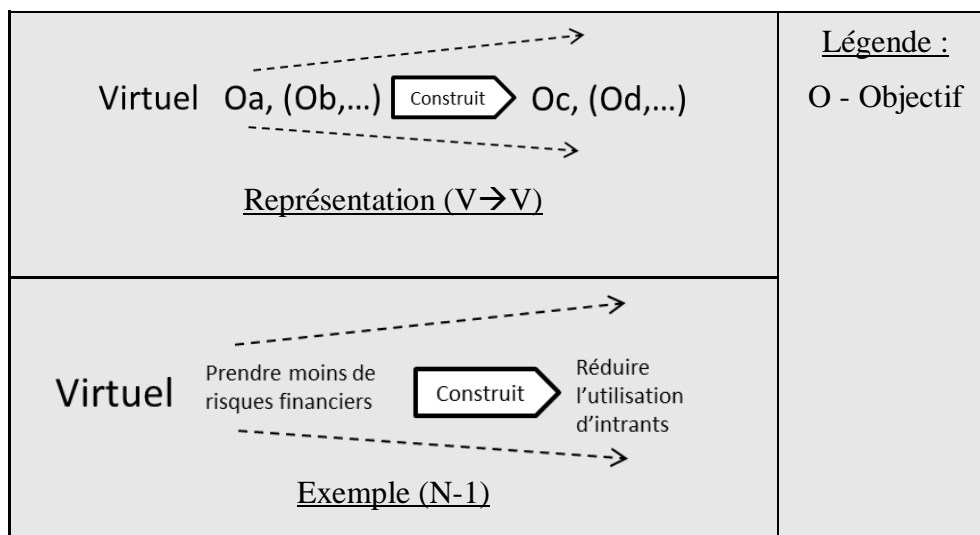 Virtuel Oa, (Ob,...) Construit Oc, (Od,...)
Représentation (V→V)
Légende :
O - Objectif
Virtuel
Prendre moins de
risques financiers
Construit
Réduire
l'utilisation
d'intrants
Exemple (N-1)